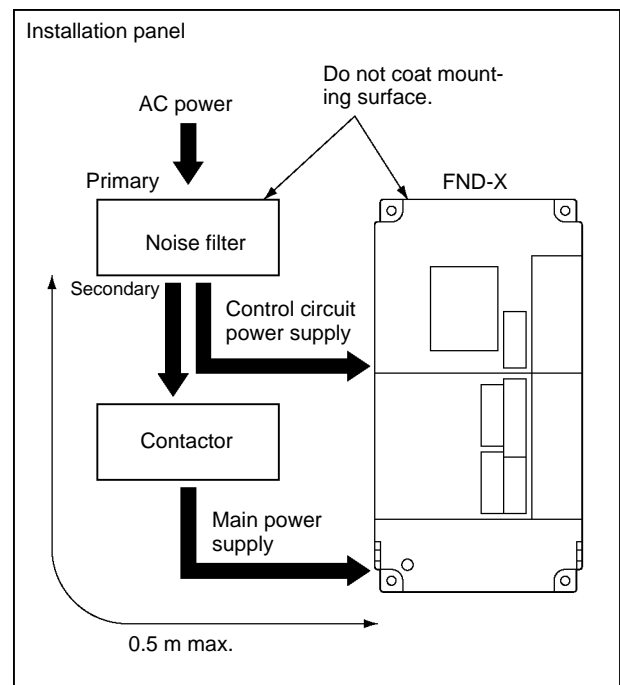 Installation panel
Do not coat mount-
ing surface.
AC power
Primary
FND-X
Noise filter
Secondary
Control circuit
power supply
Contactor
Main power
supply
0.5 m max.